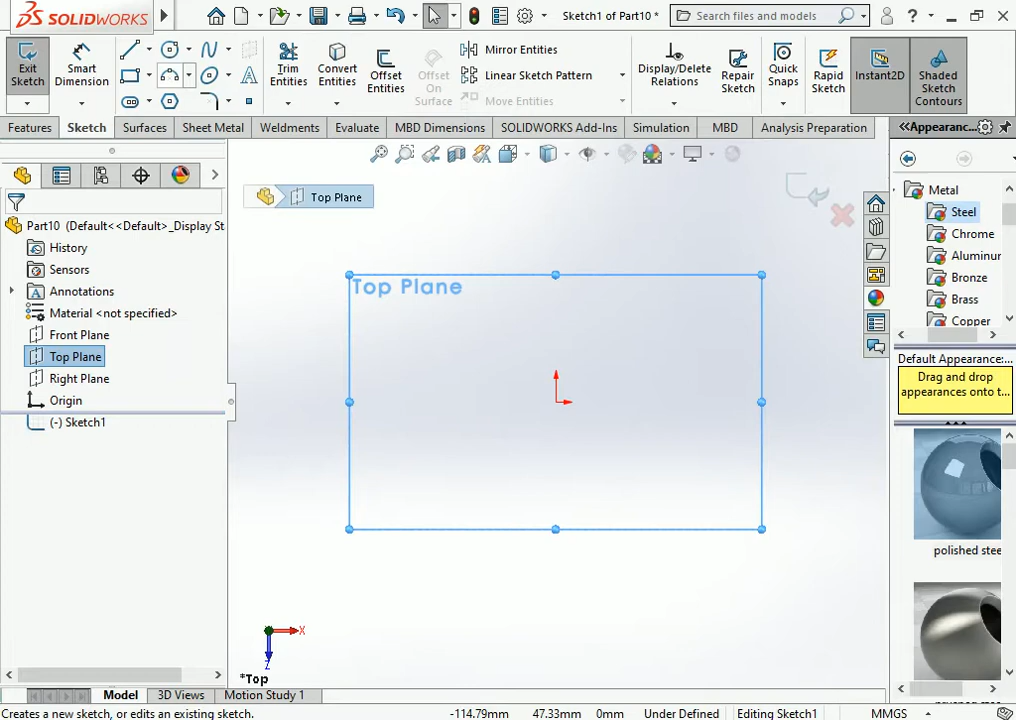 SOLIDWORKS
Sketch1 of Part10 *
Search files and models
?
Exit Sketch
Smart Dimension
Trim Entities
Convert Entities
Offset Entities
Offset On Surface
Mirror Entities
Linear Sketch Pattern
Move Entities
Display/Delete Relations
Repair Sketch
Quick Snaps
Rapid Sketch
Instant2D
Shaded Sketch Contours
Features
Sketch
Surfaces
Sheet Metal
Weldments
Evaluate
MBD Dimensions
SOLIDWORKS Add-Ins
Simulation
MBD
Analysis Preparation
«Appearanc...
Part10 (Default<<Default>_Display St
History
Sensors
Annotations
Material <not specified>
Front Plane
Top Plane
Right Plane
Origin
(-) Sketch1
Top Plane
Top Plane
X
Z
*Top
Metal
Steel
Chrome
Aluminur
Bronze
Brass
Copper
Default Appearance:...
Drag and drop
appearances onto t...
polished stee
Model
3D Views
Motion Study 1
Creates a new sketch, or edits an existing sketch.
-114.79mm
47.33mm
0mm
Under Defined
Editing Sketch1
MMGS